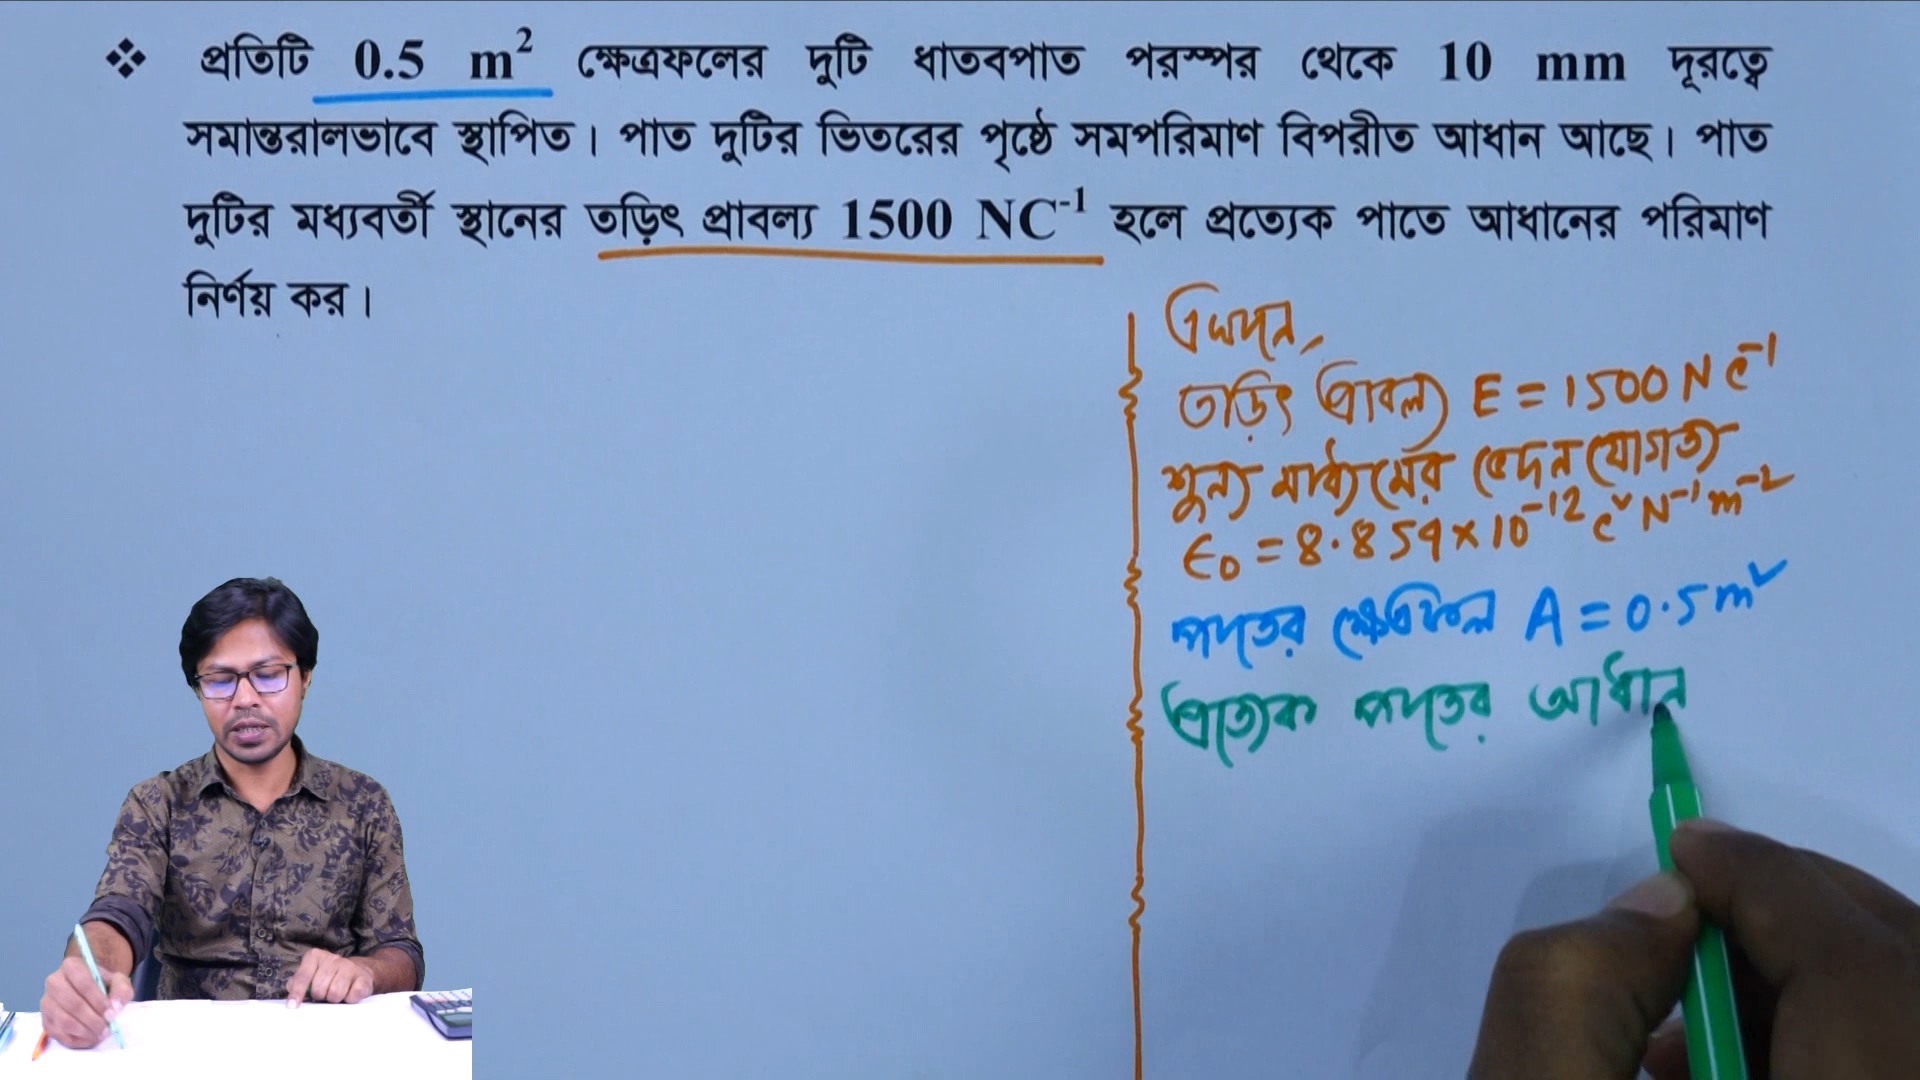 ❖ প্রতিটি 0.5 m² ক্ষেত্রফলের দুটি ধাতবপাত পরস্পর থেকে 10 mm দূরত্বে
সমান্তরালভাবে স্থাপিত। পাত দুটির ভিতরের পৃষ্ঠে সমপরিমাণ বিপরীত আধান আছে। পাত
দুটির মধ্যবর্তী স্থানের তড়িৎ প্রাবল্য 1500 NC⁻¹ হলে প্রত্যেক পাতে আধানের পরিমাণ
নির্ণয় কর।
এখানে,
তড়িৎ প্রাবল্য E = 1500 N C⁻¹
শূন্য মাধ্যমের ভেদনযোগ্যতা
ϵ₀ = 8.854 × 10⁻¹² C² N⁻¹ m⁻²
পাতের ক্ষেত্রফল A = 0.5 m²
প্রত্যেক পাতের আধান